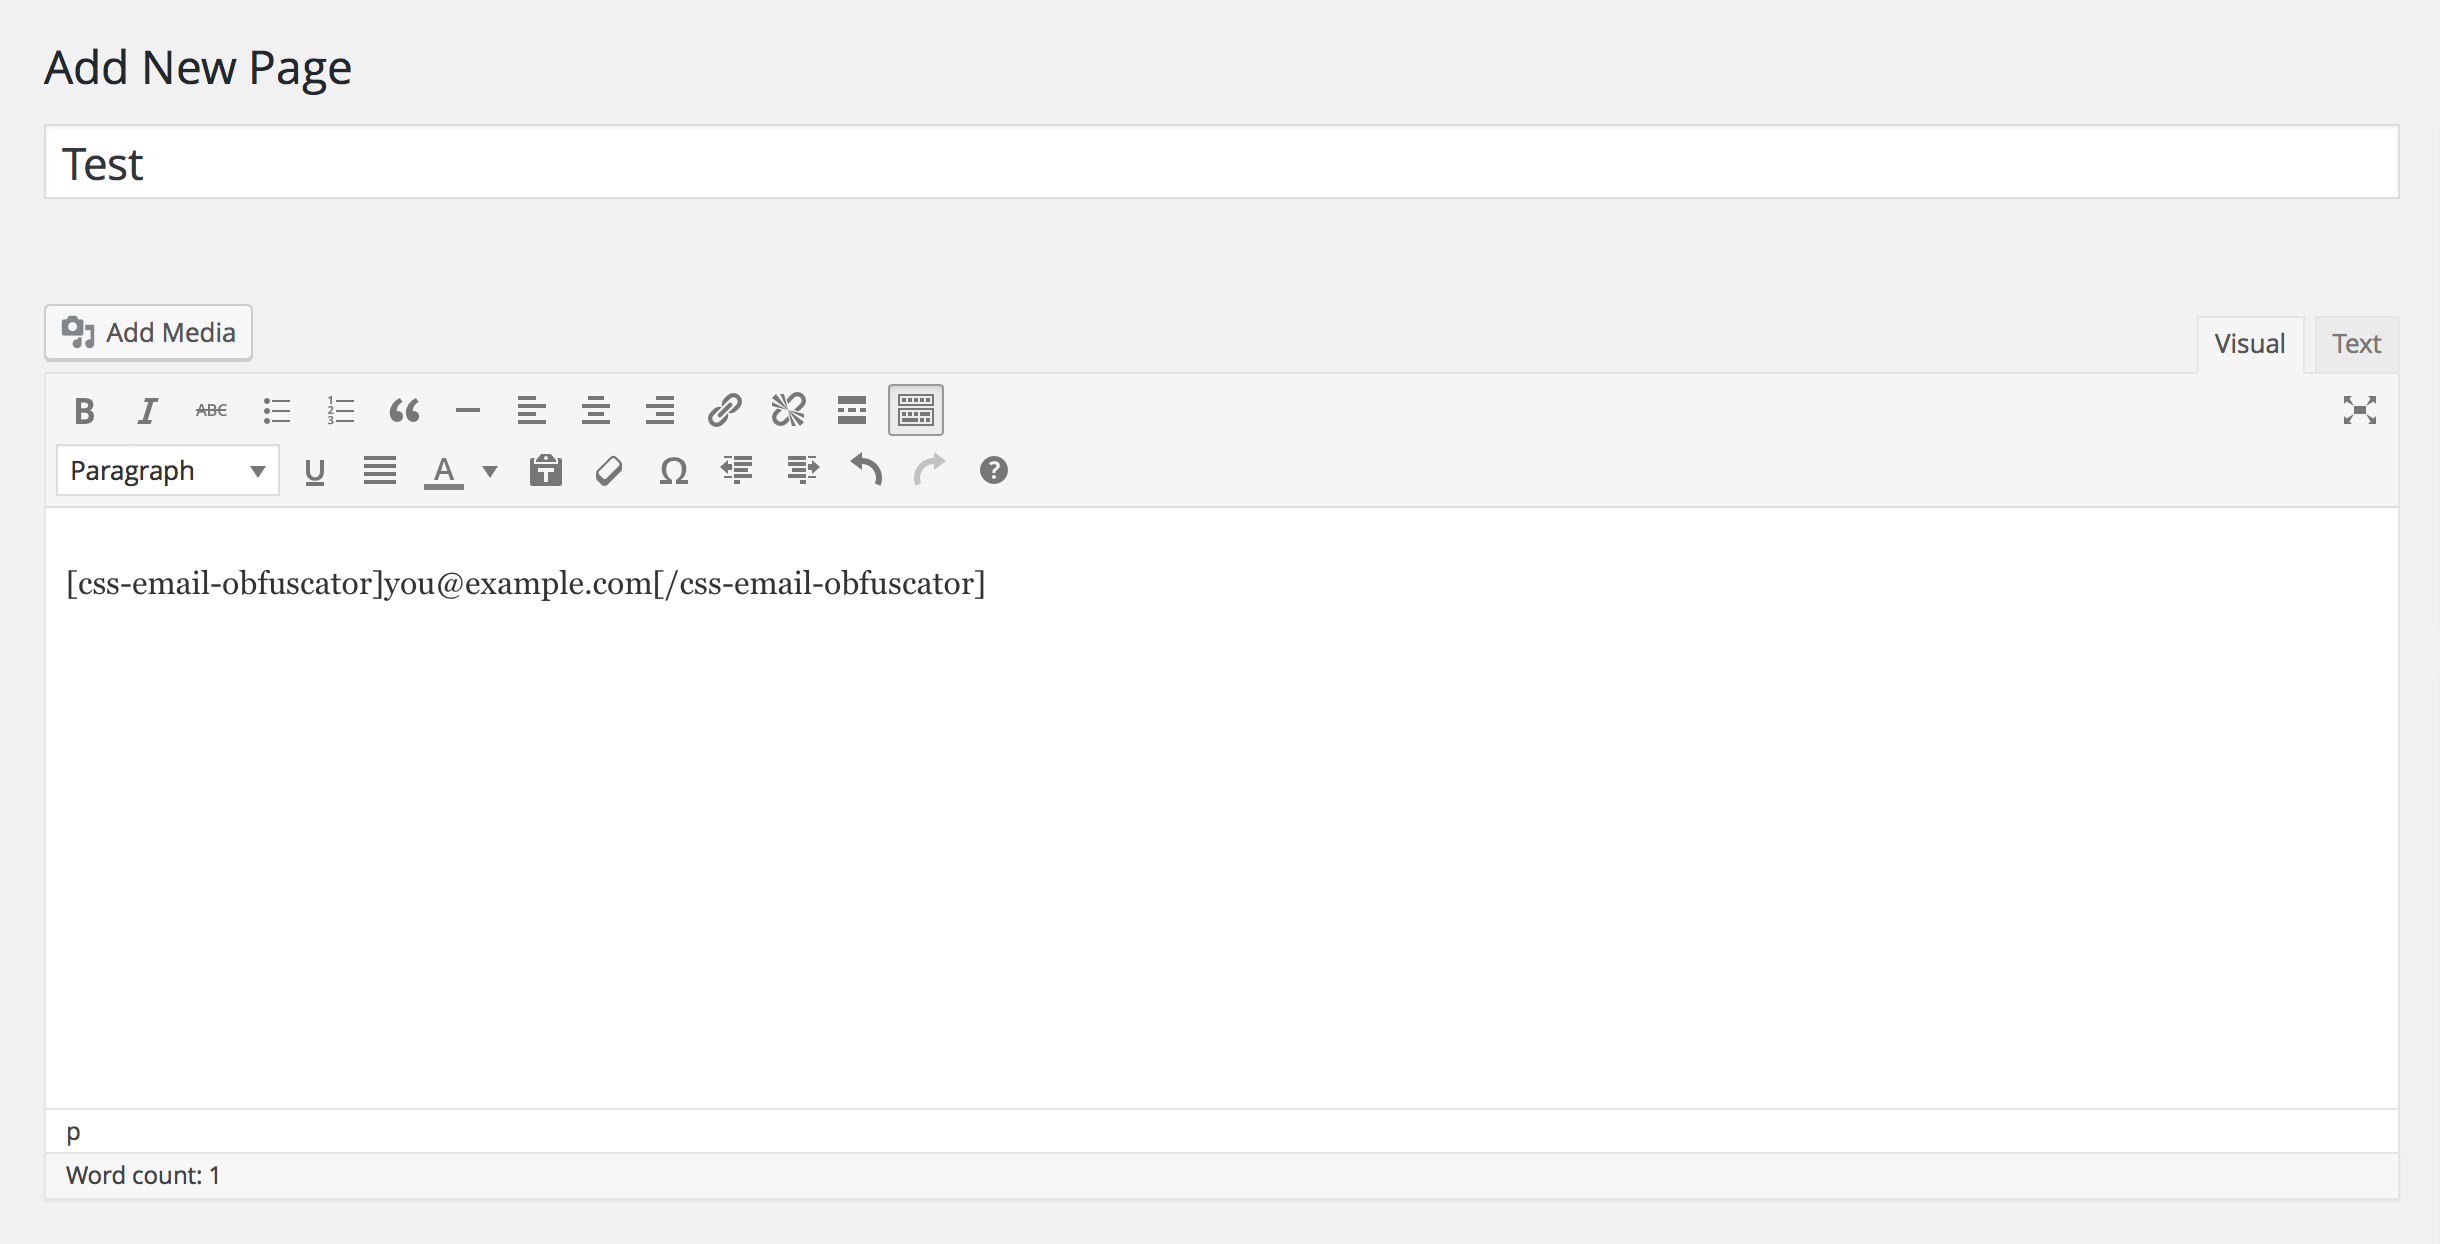 Add New Page
Test
Add Media
Visual Text
B I ABC
Paragraph U A Ω ?
[css-email-obfuscator]you@example.com[/css-email-obfuscator]
p
Word count: 1